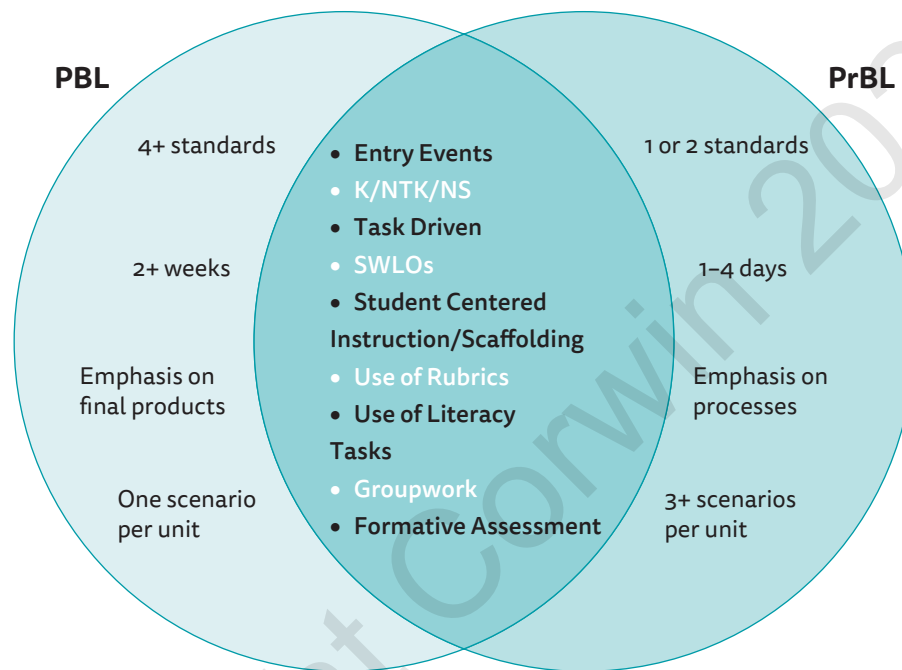 PBL
PrBL
4+ standards
2+ weeks
Emphasis on
final products
One scenario
per unit
• Entry Events
• K/NTK/NS
• Task Driven
• SWLOs
• Student Centered
Instruction/Scaffolding
• Use of Rubrics
• Use of Literacy
Tasks
• Groupwork
• Formative Assessment
1 or 2 standards
1–4 days
Emphasis on
processes
3+ scenarios
per unit
Corwin